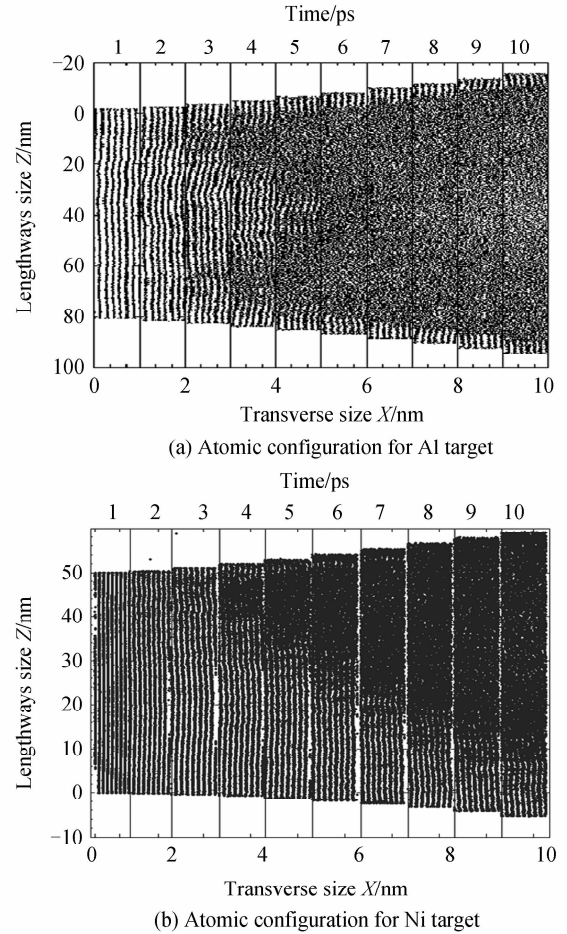 Time/ps
1 2 3 4 5 6 7 8 9 10
−20
0
20
40
60
80
100
Lengthways size Z/nm
0 2 4 6 8 10
Transverse size X/nm
(a) Atomic configuration for Al target
Time/ps
1 2 3 4 5 6 7 8 9 10
50
40
30
20
10
0
−10
Lengthways size Z/nm
0 2 4 6 8 10
Transverse size X/nm
(b) Atomic configuration for Ni target